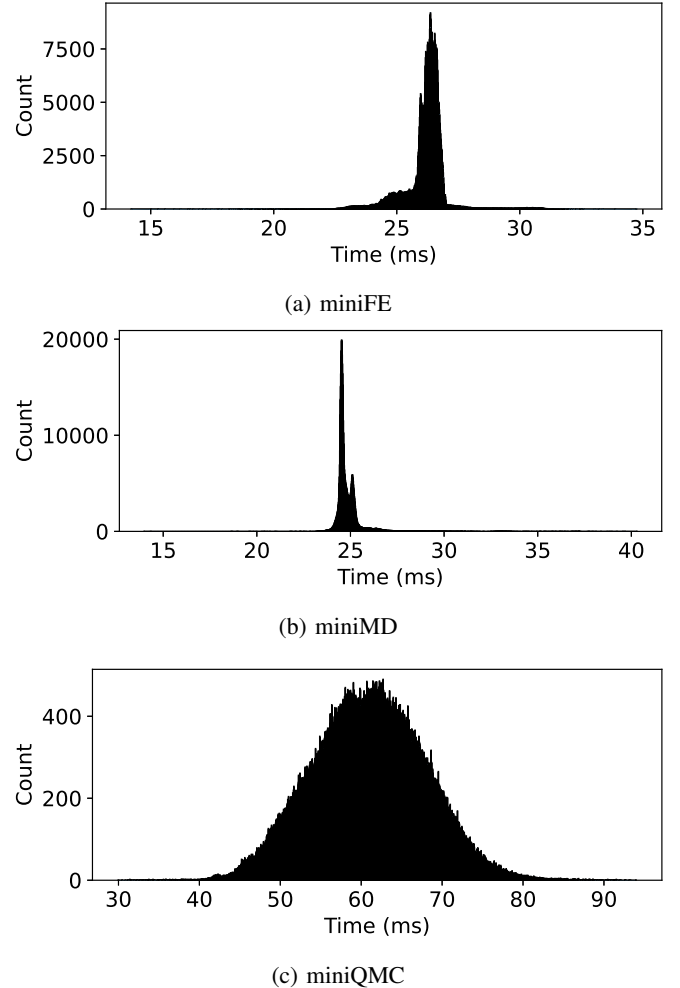 7500
5000
2500
0
Count
15 20 25 30 35
Time (ms)
(a) miniFE
20000
10000
0
Count
15 20 25 30 35 40
Time (ms)
(b) miniMD
400
200
0
Count
30 40 50 60 70 80 90
Time (ms)
(c) miniQMC